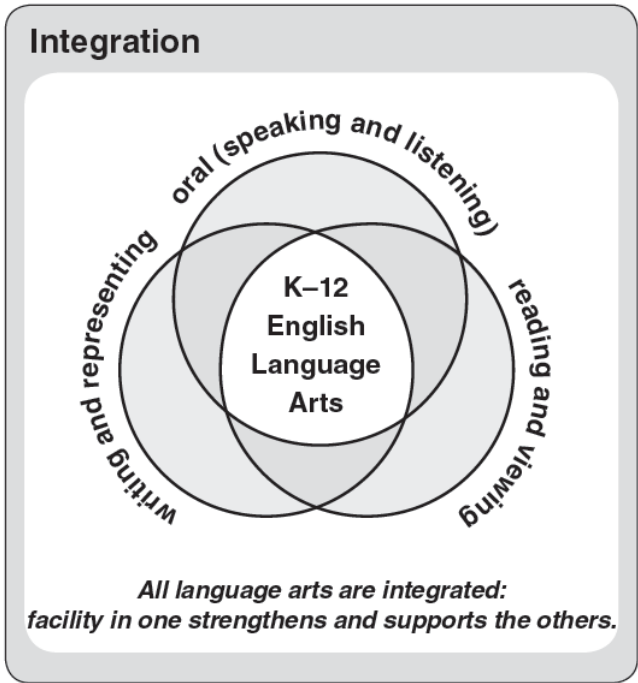 Integration
oral (speaking and listening)
writing and representing
reading and viewing
K–12
English
Language
Arts
All language arts are integrated:
facility in one strengthens and supports the others.